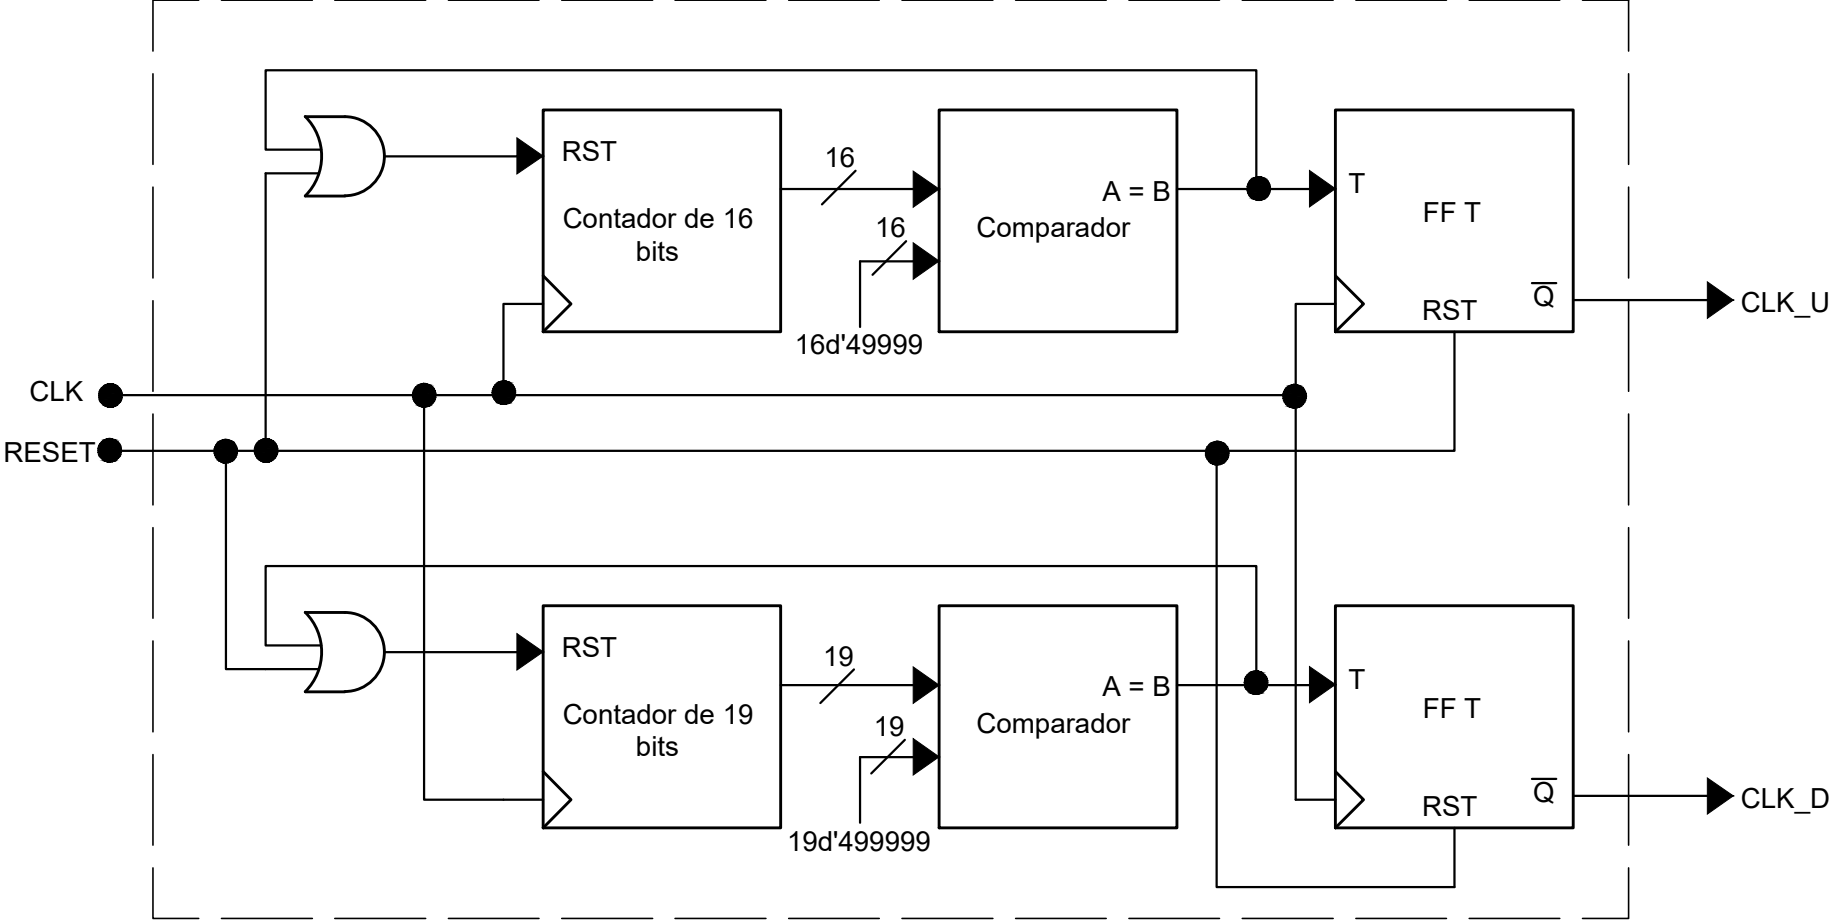 RST
Contador de 16
bits
16
16
16d'49999
A = B
Comparador
T
FF T
RST
Q
CLK_U
CLK
RESET
RST
Contador de 19
bits
19
19
19d'499999
A = B
Comparador
T
FF T
RST
Q
CLK_D